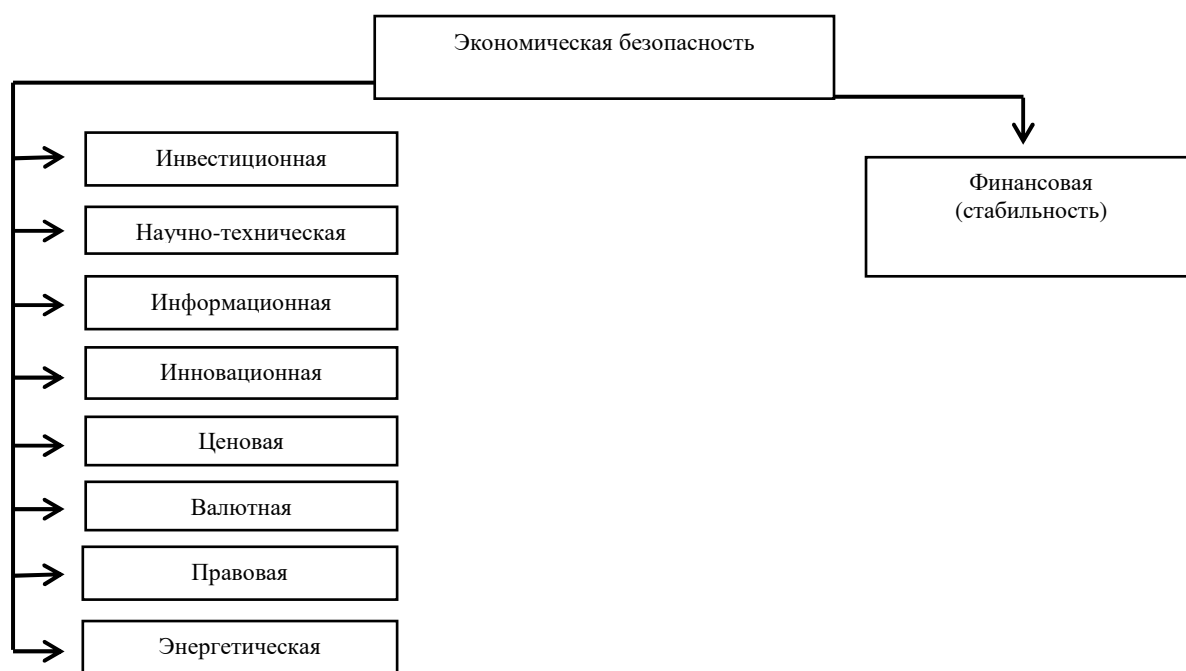 Экономическая безопасность
Инвестиционная
Научно-техническая
Информационная
Инновационная
Ценовая
Валютная
Правовая
Энергетическая
Финансовая
(стабильность)